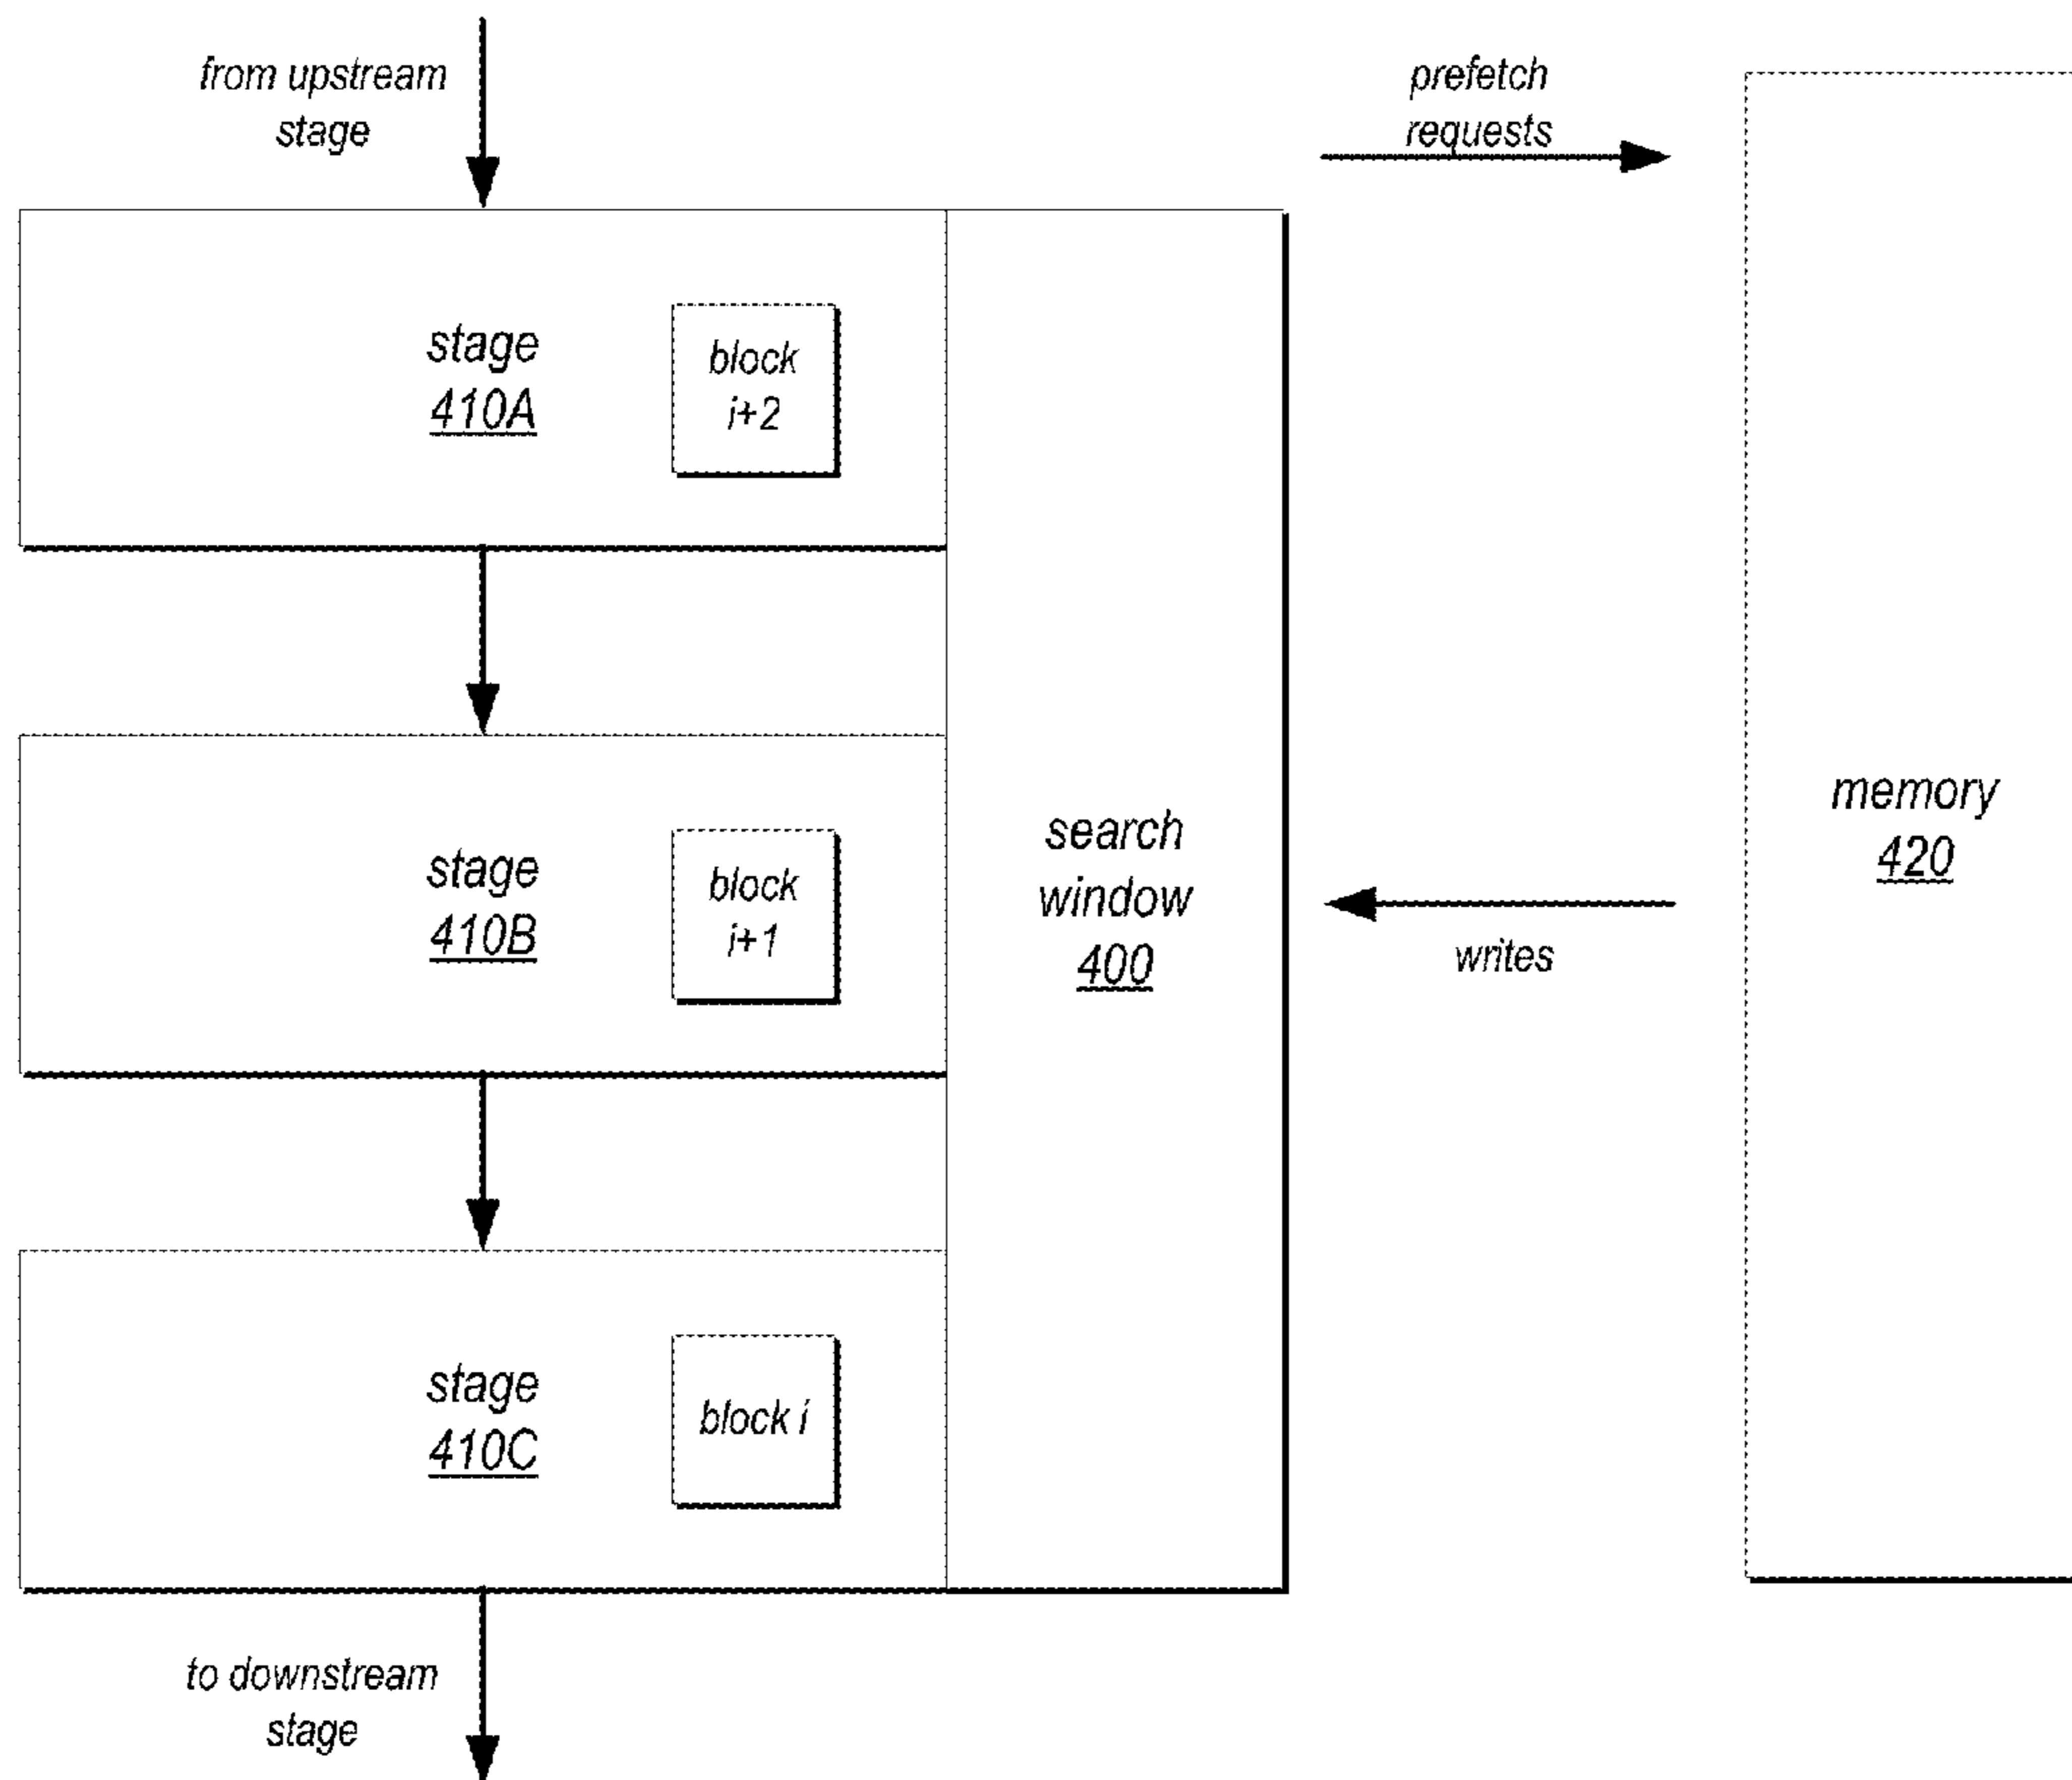 from upstream
stage
prefetch
requests
stage
410A
block
i+2
stage
410B
block
i+1
search
window
400
writes
memory
420
stage
410C
block i
to downstream
stage